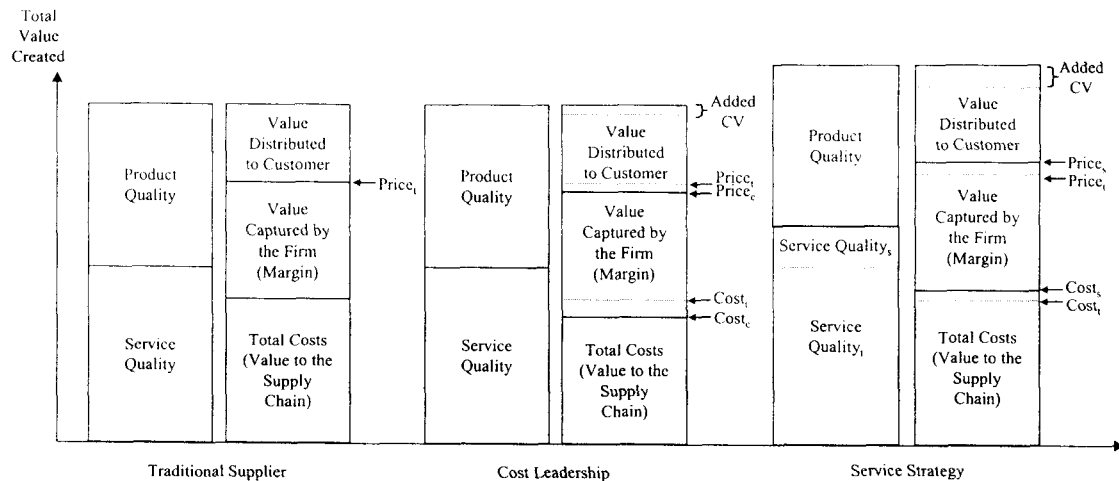 Total
Value
Created
Product
Quality
Service
Quality
Value
Distributed
to Customer
Value
Captured by
the Firm
(Margin)
Total Costs
(Value to the
Supply
Chain)
Price_t
Traditional Supplier
Product
Quality
Service
Quality
Value
Distributed
to Customer
Value
Captured by
the Firm
(Margin)
Total Costs
(Value to the
Supply
Chain)
Added
CV
Price_t
Price_c
Cost_t
Cost_c
Cost Leadership
Product
Quality
Service Quality_s
Service
Quality_t
Value
Distributed
to Customer
Value
Captured by
the Firm
(Margin)
Total Costs
(Value to the
Supply
Chain)
Added
CV
Price_s
Price_t
Cost_s
Cost_t
Service Strategy